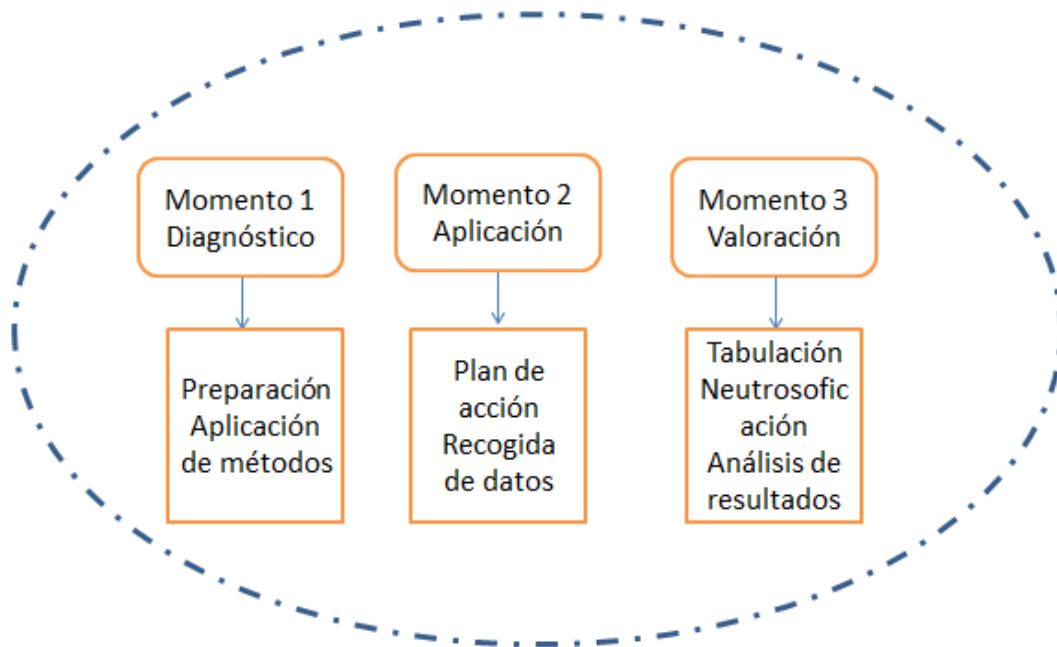 Momento 1
Diagnóstico
Momento 2
Aplicación
Momento 3
Valoración
Preparación
Aplicación
de métodos
Plan de
acción
Recogida
de datos
Tabulación
Neutrosofic
ación
Análisis de
resultados